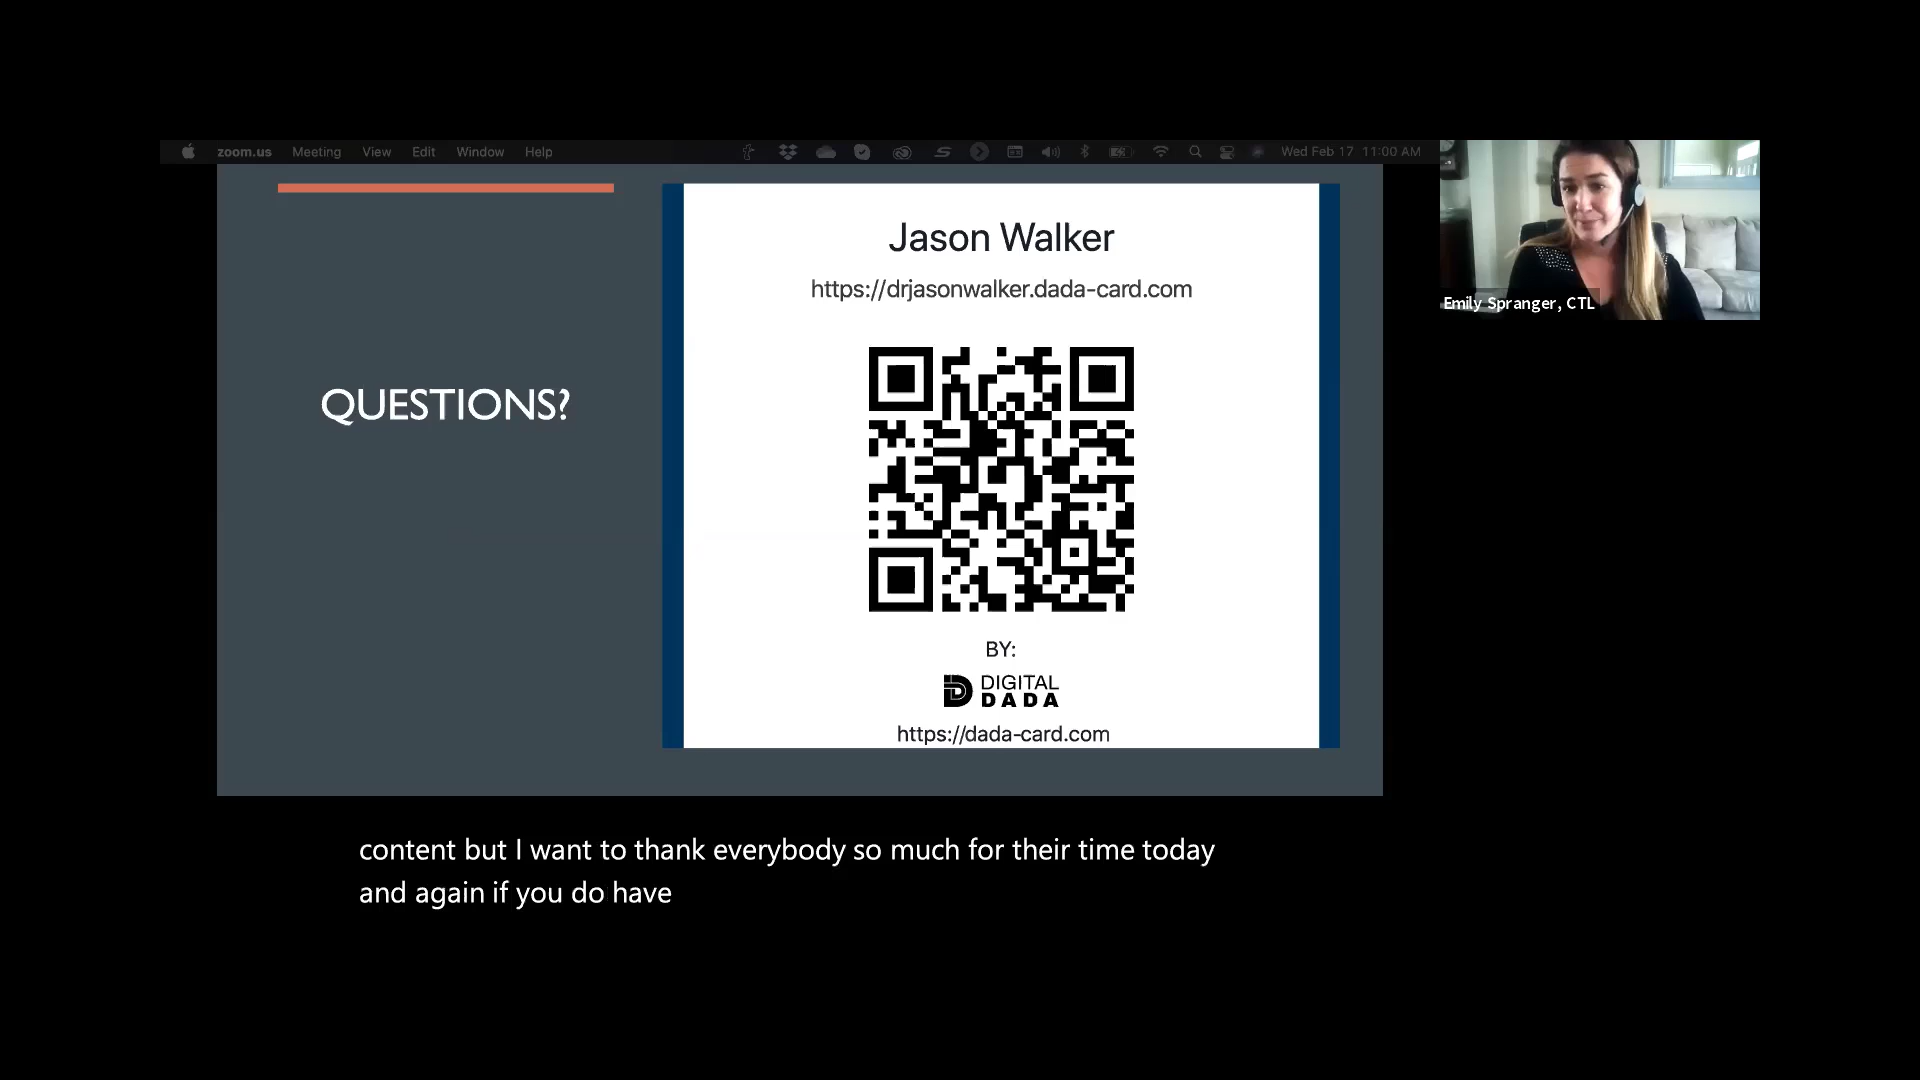 zoom.us Meeting View Edit Window Help Wed Feb 17 11:00 AM
QUESTIONS?
Jason Walker
https://drjasonwalker.dada-card.com
BY:
DIGITAL
DADA
https://dada-card.com
Emily Spranger, CTL
content but I want to thank everybody so much for their time today
and again if you do have